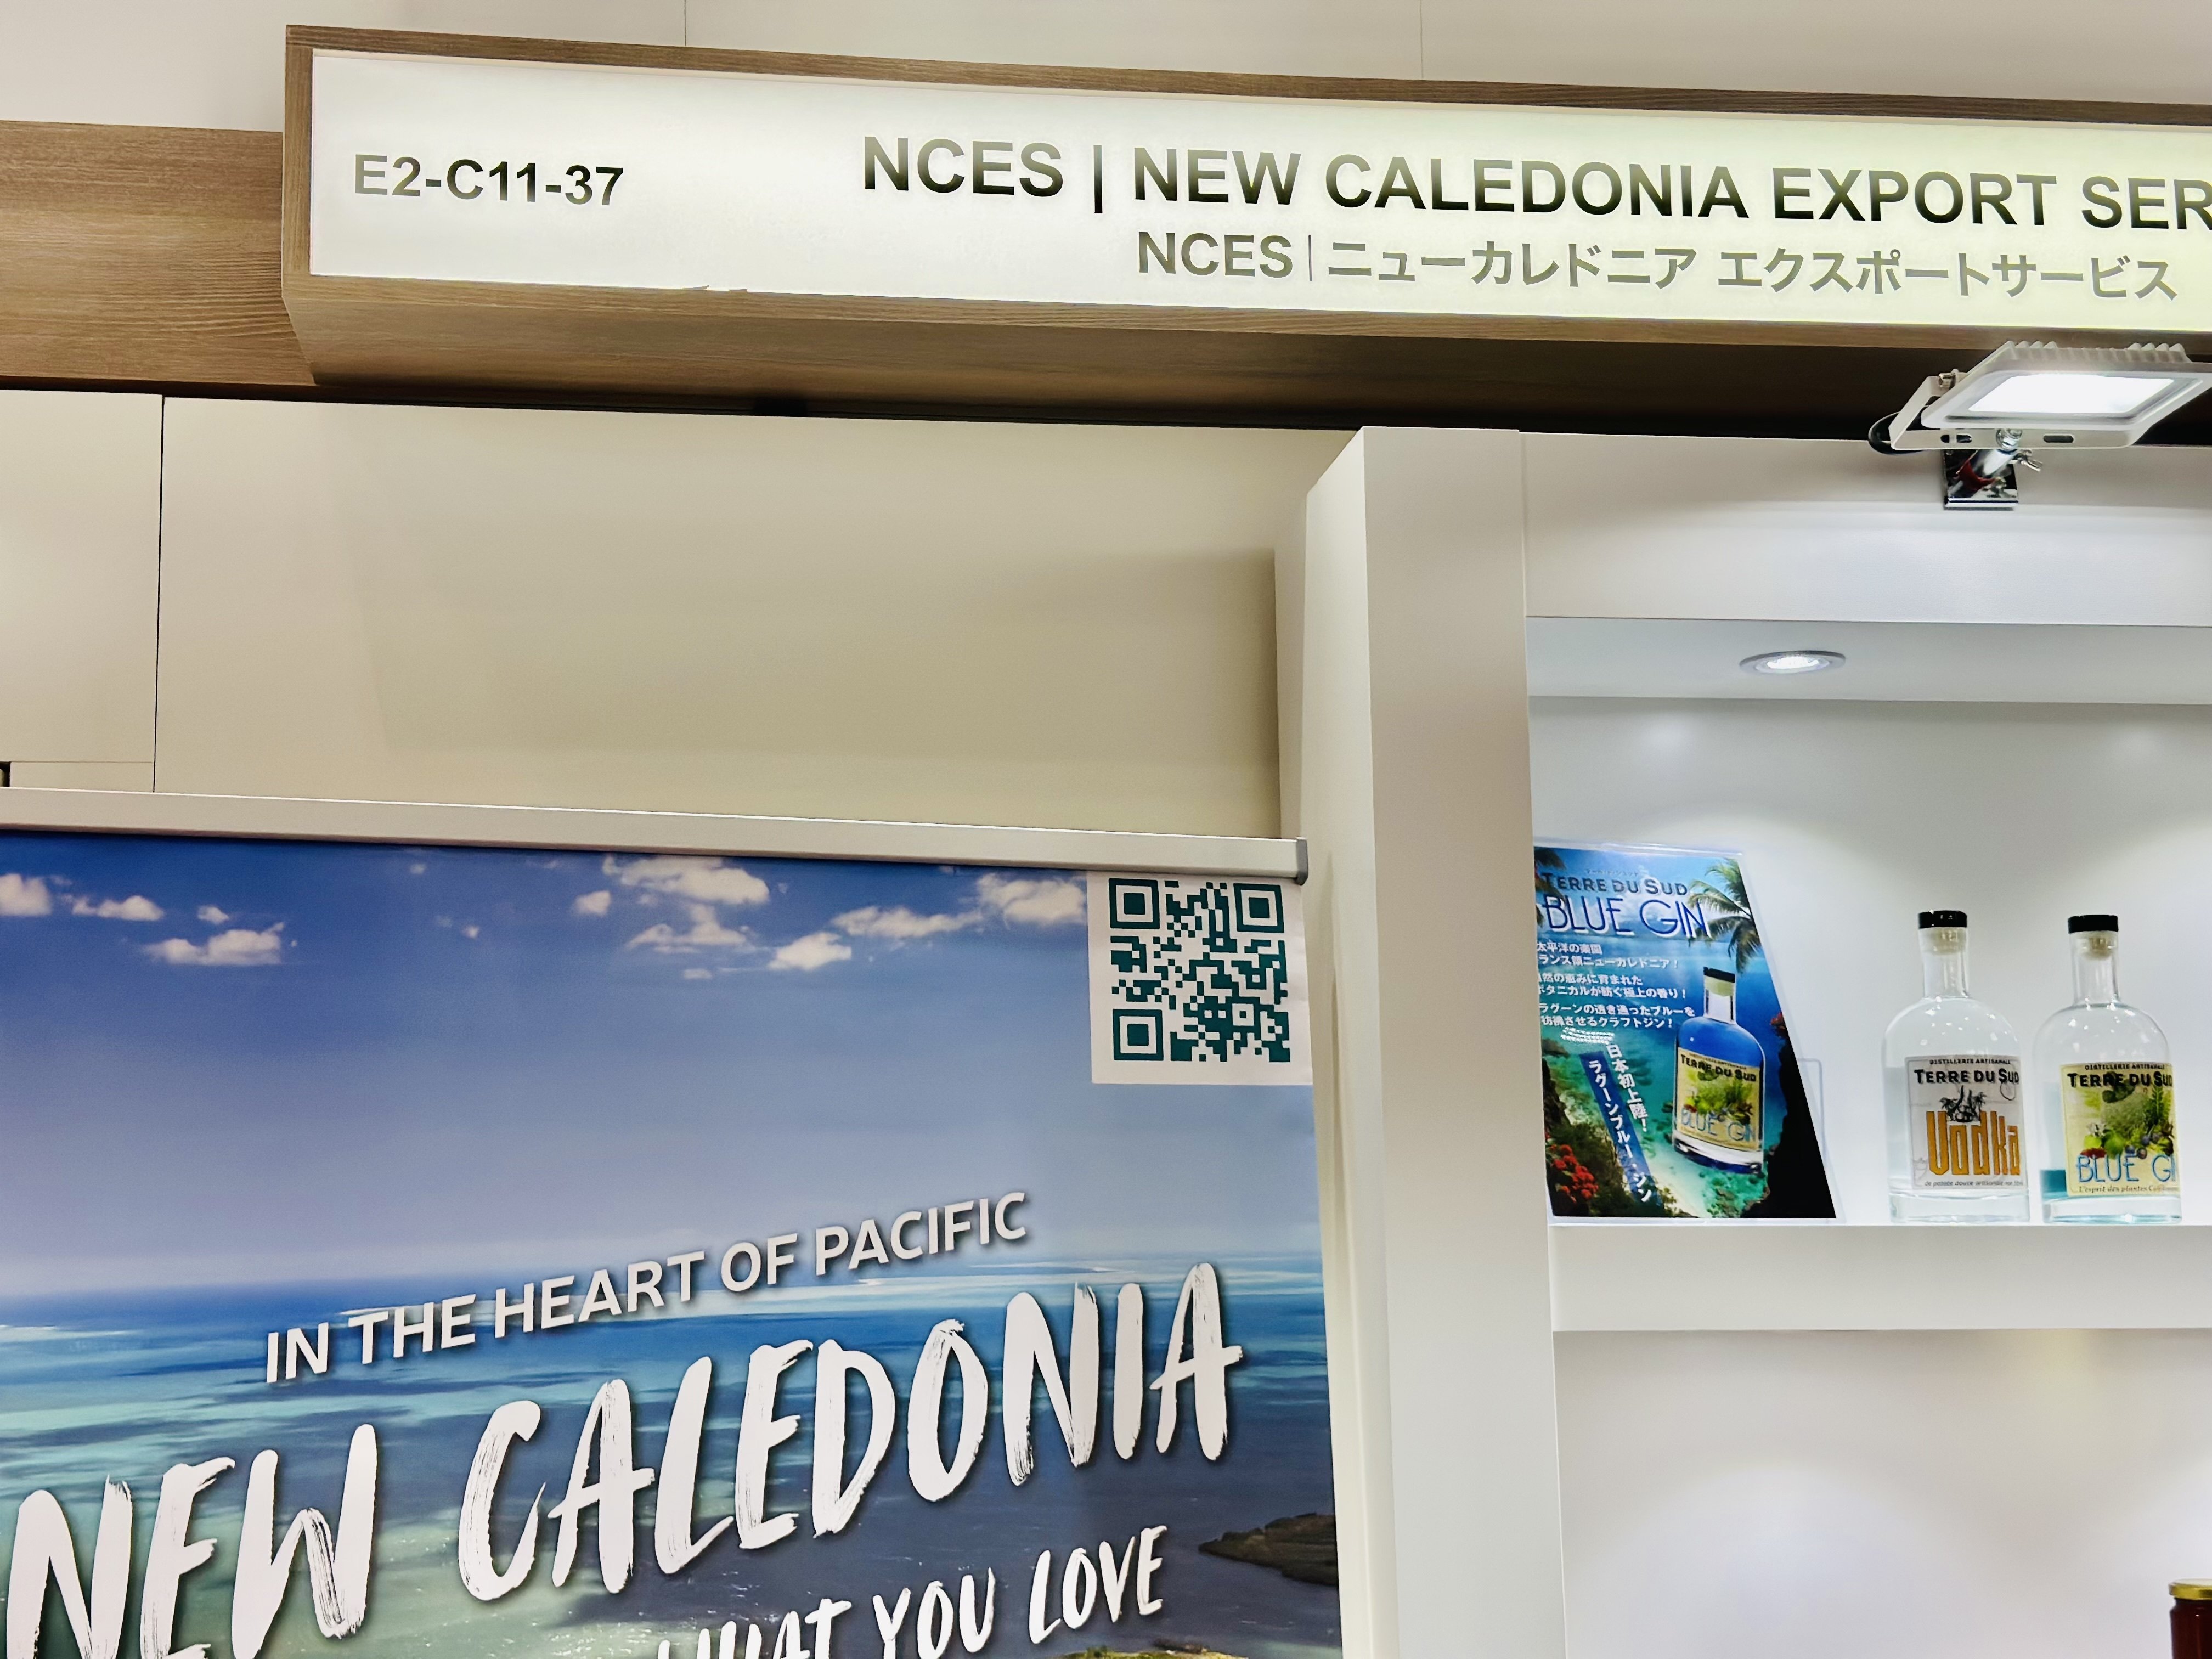 E2-C11-37
NCES | NEW CALEDONIA EXPORT SER
NCES | ニューカレドニア エクスポートサービス
IN THE HEART OF PACIFIC
NEW CALEDONIA
WHAT YOU LOVE
TERRE DU SUD
BLUE GIN
太平洋の楽園
ランス領ニューカレドニア！
然の恵みに育まれた
ボタニカルが紡ぐ極上の香り！
ラグーンの透き通ったブルーを
彷彿させるクラフトジン！
日本初上陸！
ラグーンブルー・ジン
TERRE DU SUD
BLUE GIN
DISTILLERIE ARTISANALE
TERRE DU SUD
Vodka
DISTILLERIE ARTISANALE
TERRE DU SUD
BLUE GI
L'esprit des plantes